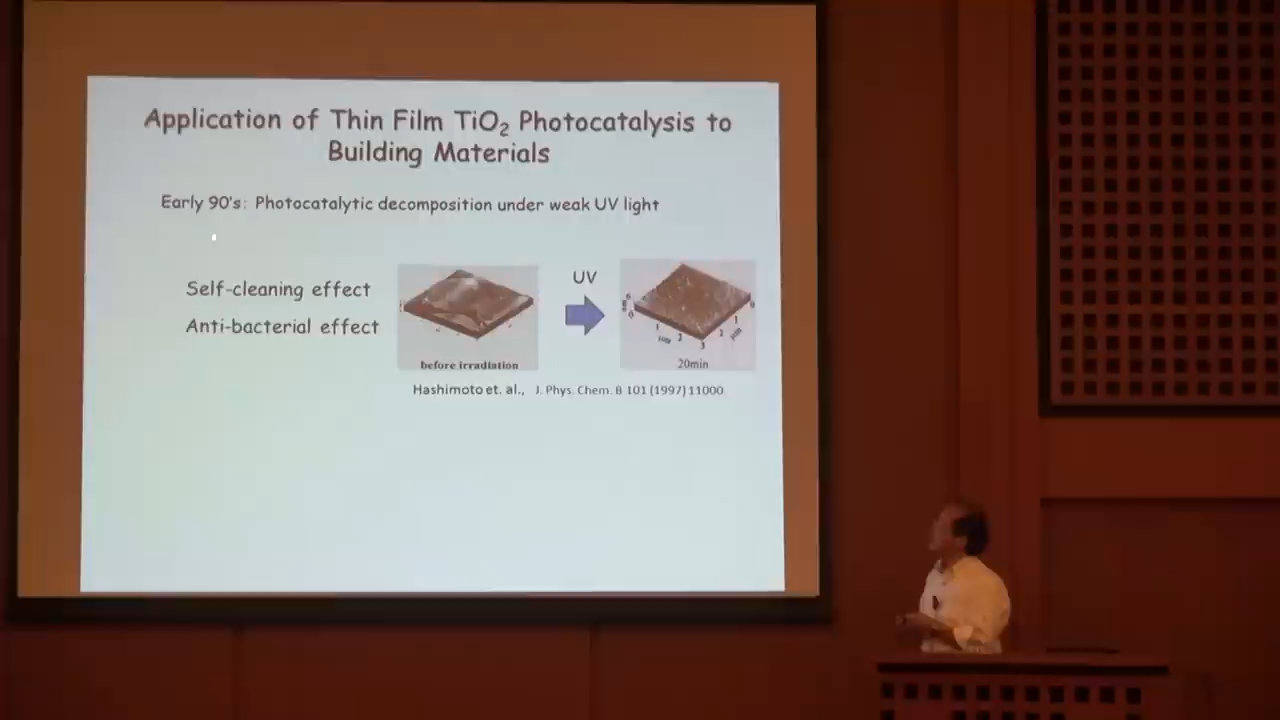 Application of Thin Film TiO₂ Photocatalysis to
Building Materials
Early 90's: Photocatalytic decomposition under weak UV light
Self-cleaning effect
Anti-bacterial effect
UV
before irradiation
20min
Hashimoto et. al., J. Phys. Chem. B 101 (1997) 11000